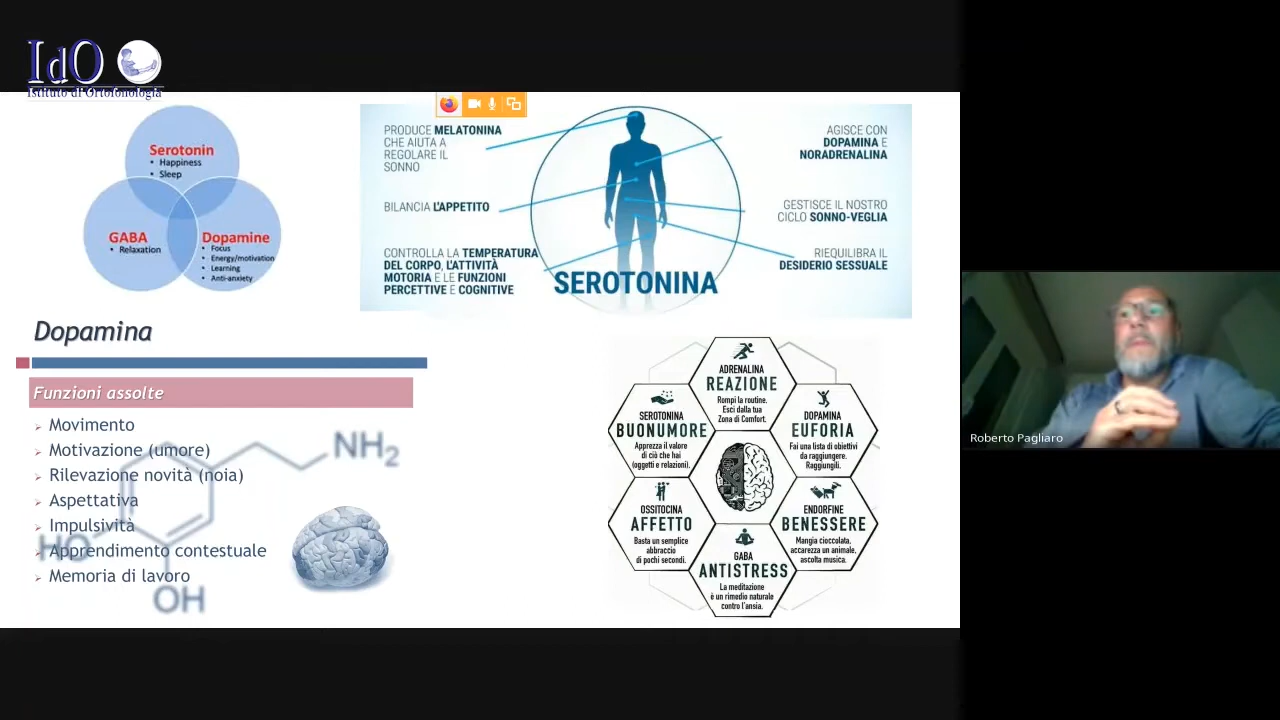 IdO
Istituto di Ortofonologia
Serotonin
• Happiness
• Sleep
GABA
• Relaxation
Dopamine
• Focus
• Energy/motivation
• Learning
• Anti-anxiety
PRODUCE MELATONINA
CHE AIUTA A
REGOLARE IL
SONNO
BILANCIA L'APPETITO
CONTROLLA LA TEMPERATURA
DEL CORPO, L'ATTIVITÀ
MOTORIA E LE FUNZIONI
PERCETTIVE E COGNITIVE
AGISCE CON
DOPAMINA E
NORADRENALINA
GESTISCE IL NOSTRO
CICLO SONNO-VEGLIA
RIEQUILIBRA IL
DESIDERIO SESSUALE
SEROTONINA
Dopamina
Funzioni assolte
Movimento
Motivazione (umore)
Rilevazione novità (noia)
Aspettativa
Impulsività
Apprendimento contestuale
Memoria di lavoro
NH2
HO
OH
ADRENALINA
REAZIONE
Rompi la routine.
Esci dalla tua
Zona di Comfort.
SEROTONINA
BUONUMORE
Apprezza il valore
di ciò che hai
(oggetti e relazioni).
DOPAMINA
EUFORIA
Fai una lista di obiettivi
da raggiungere.
Raggiungili.
OSSITOCINA
AFFETTO
Basta un semplice
abbraccio
di pochi secondi.
ENDORFINE
BENESSERE
Mangia cioccolata,
accarezza un animale,
ascolta musica.
GABA
ANTISTRESS
La meditazione
è un rimedio naturale
contro l'ansia.
Roberto Pagliaro